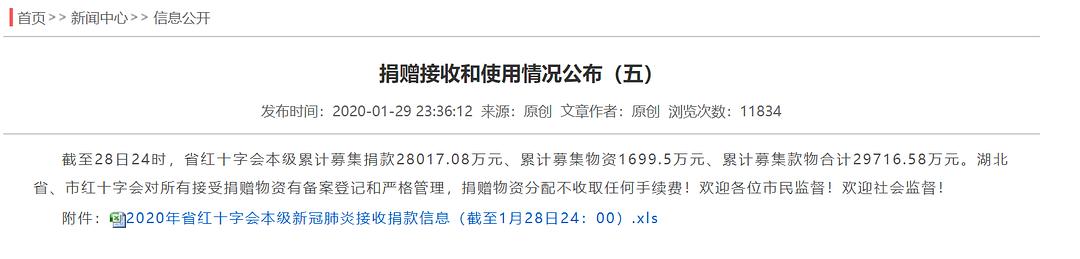 首页>> 新闻中心>> 信息公开
捐赠接收和使用情况公布（五）
发布时间：2020-01-29 23:36:12 来源：原创 文章作者：原创 浏览次数：11834
截至28日24时，省红十字会本级累计募集捐款28017.08万元、累计募集物资1699.5万元、累计募集款物合计29716.58万元。湖北
省、市红十字会对所有接受捐赠物资有备案登记和严格管理，捐赠物资分配不收取任何手续费！欢迎各位市民监督！欢迎社会监督！
附件：2020年省红十字会本级新冠肺炎接收捐款信息（截至1月28日24：00）.xls